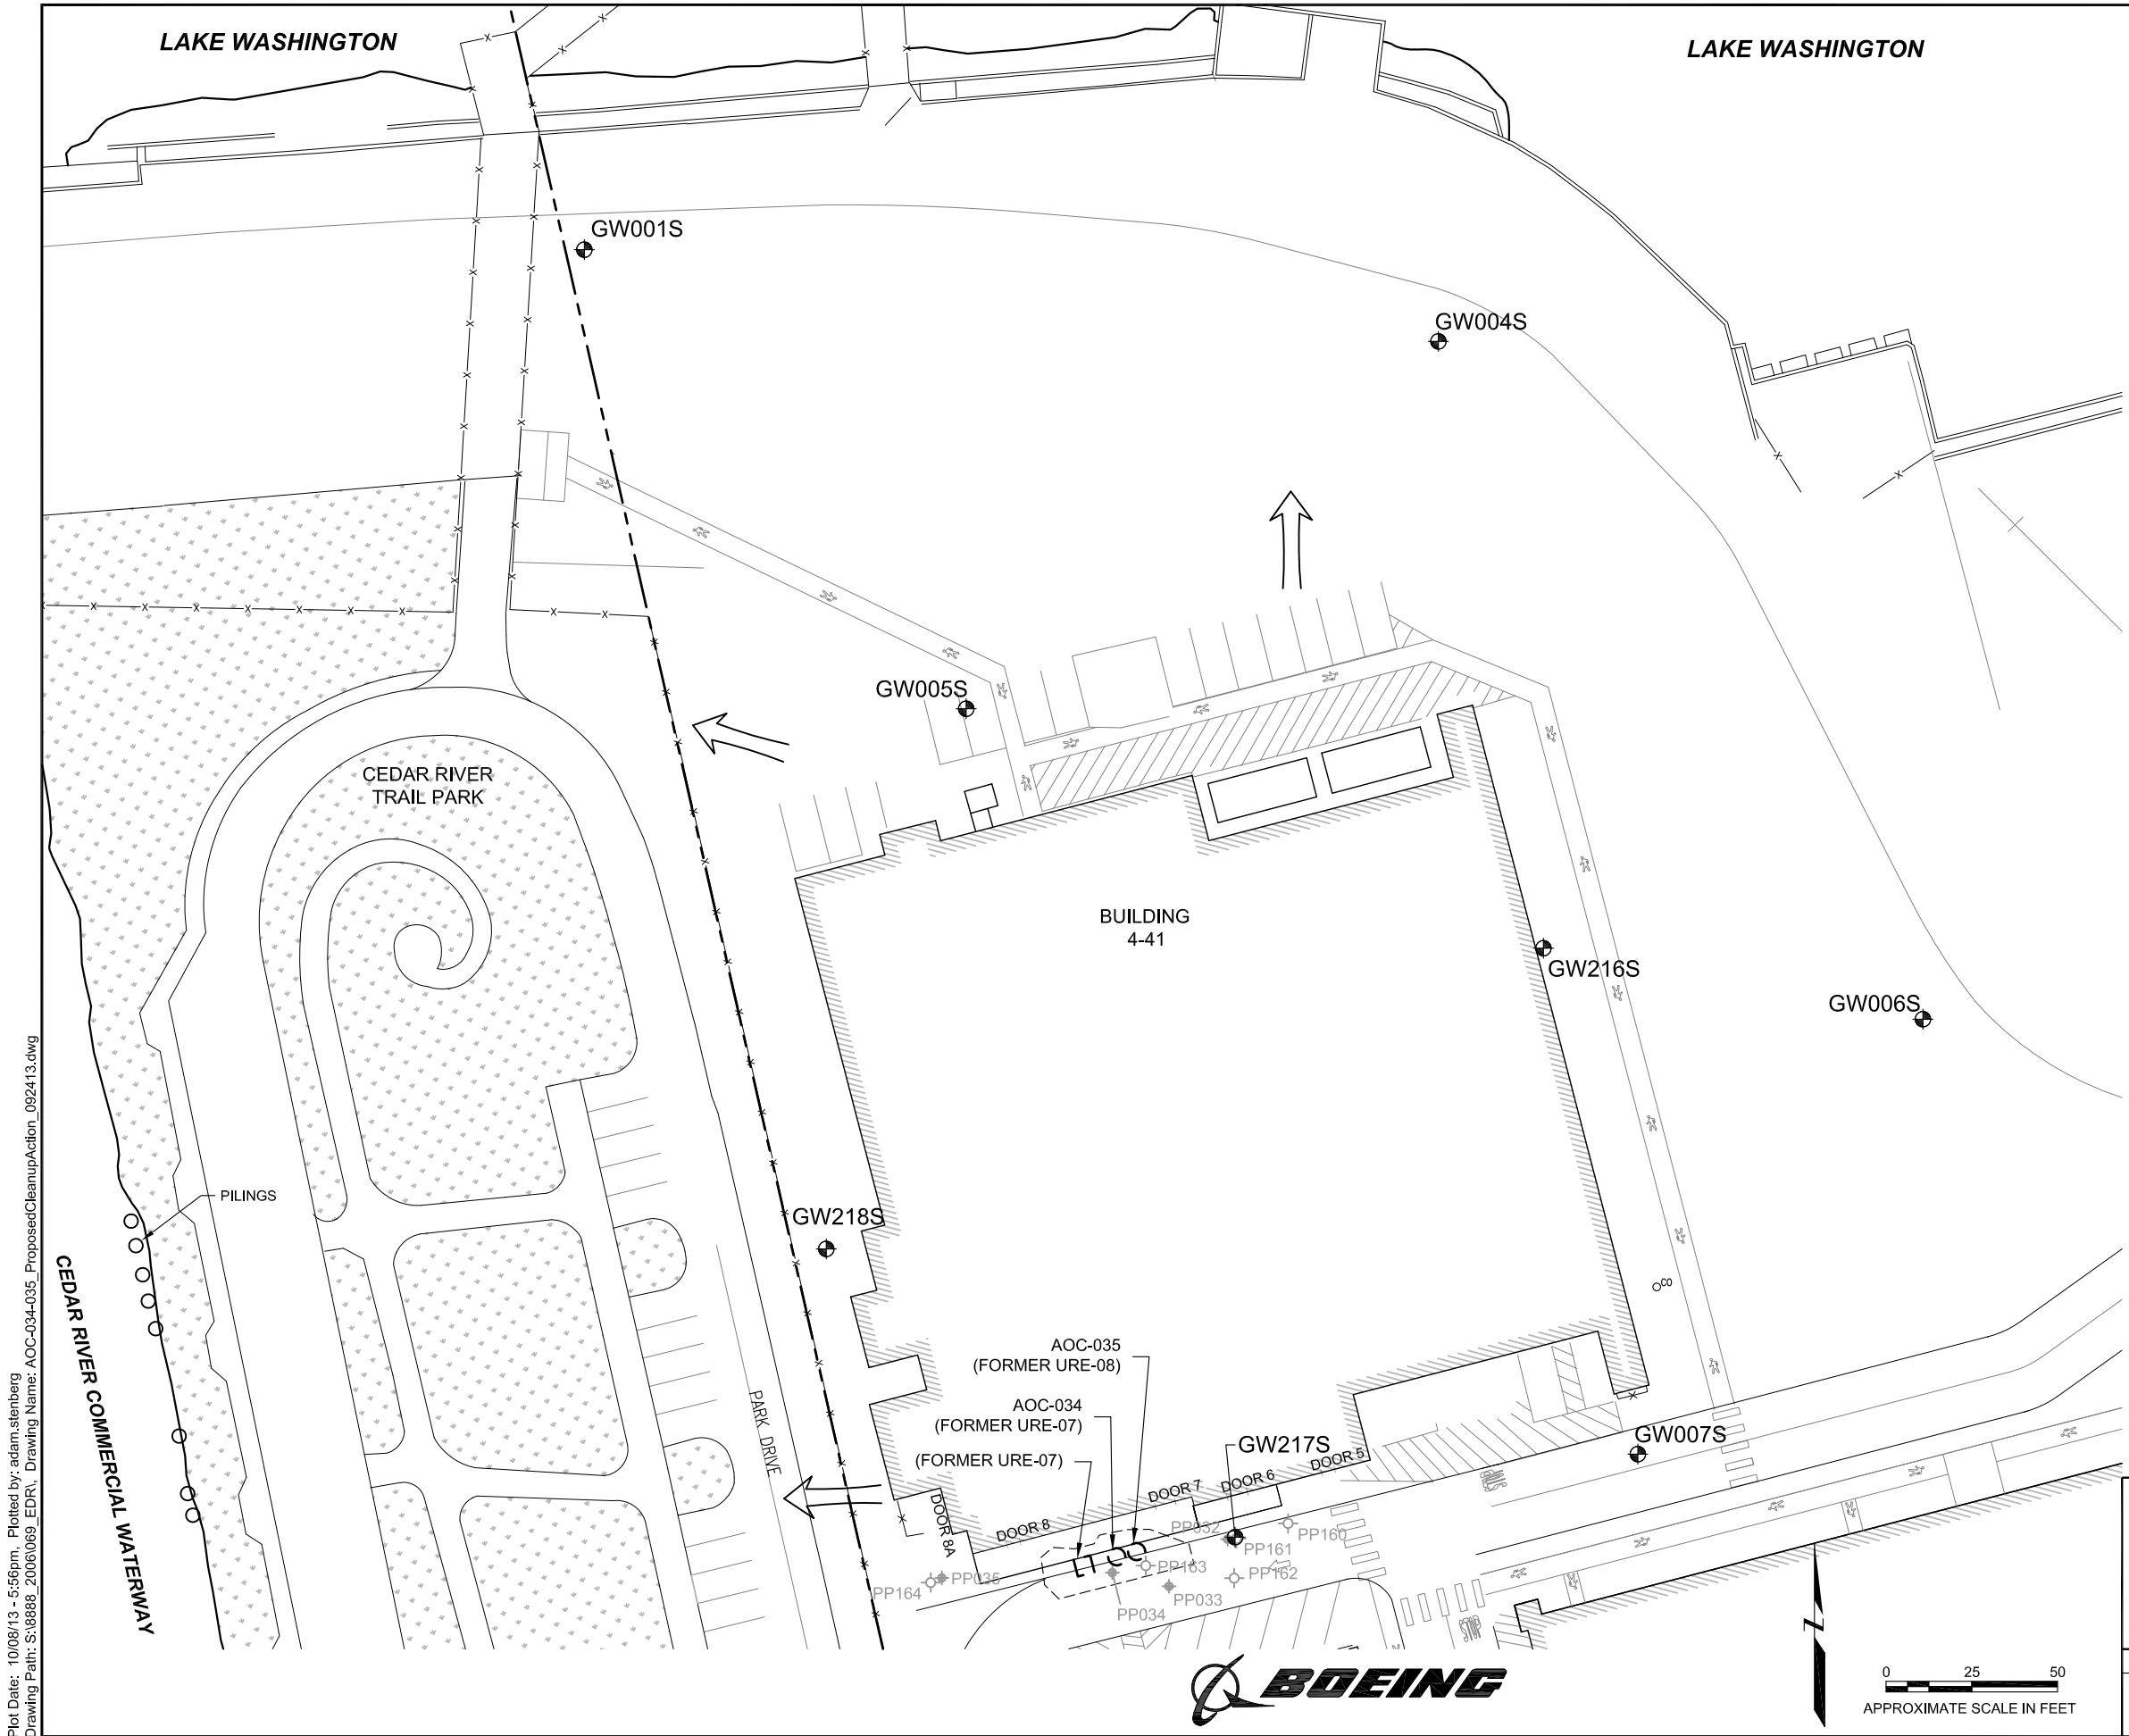 LAKE WASHINGTON
LAKE WASHINGTON
GW001S
GW004S
GW005S
CEDAR RIVER
TRAIL PARK
BUILDING
4-41
GW216S
GW006S
PILINGS
GW218S
CEDAR RIVER COMMERCIAL WATERWAY
PARK DRIVE
AOC-035
(FORMER URE-08)
AOC-034
(FORMER URE-07)
(FORMER URE-07)
GW217S
GW007S
DOOR 5
DOOR 6
DOOR 7
DOOR 8
DOOR 8A
PP032
PP160
PP161
PP163
PP162
PP164
PP035
PP033
PP034
STOP
BOEING
Z
0 25 50
APPROXIMATE SCALE IN FEET
Plot Date: 10/08/13 - 5:56pm, Plotted by: adam.stenberg
Drawing Path: S:\8888_2006\069_EDR\, Drawing Name: AOC-034-035_ProposedCleanupAction_092413.dwg